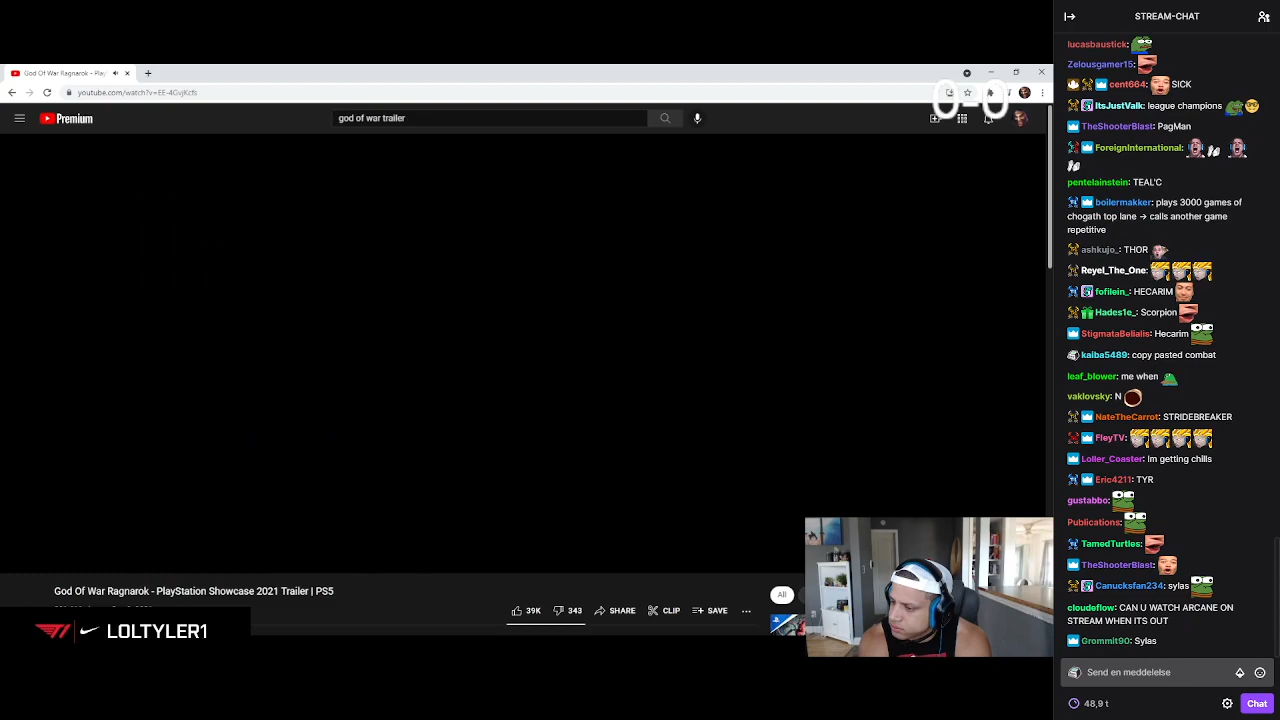 God Of War Ragnarok - Play
youtube.com/watch?v=EE-4GvjKcfs
0-0
Premium
god of war trailer
God Of War Ragnarok - PlayStation Showcase 2021 Trailer | PS5
39K
343
SHARE
CLIP
SAVE
All
LOLTYLER1
STREAM-CHAT
lucasbaustick:
Zelousgamer15:
cent664: SICK
ItsJustValk: league champions
TheShooterBlast: PagMan
ForeignInternational:
pentelainstein: TEAL'C
boilermakker: plays 3000 games of
chogath top lane -> calls another game
repetitive
ashkujo_: THOR
Reyel_The_One:
fofilein_: HECARIM
Hades1e_: Scorpion
StigmataBelialis: Hecarim
kaiba5489: copy pasted combat
leaf_blower: me when
vaklovsky: N
NateTheCarrot: STRIDEBREAKER
FleyTV:
Loller_Coaster: Im getting chills
Eric4211: TYR
gustabbo:
Publications:
TamedTurtles:
TheShooterBlast:
Canucksfan234: sylas
cloudeflow: CAN U WATCH ARCANE ON
STREAM WHEN ITS OUT
Grommit90: Sylas
Send en meddelelse
48,9 t
Chat